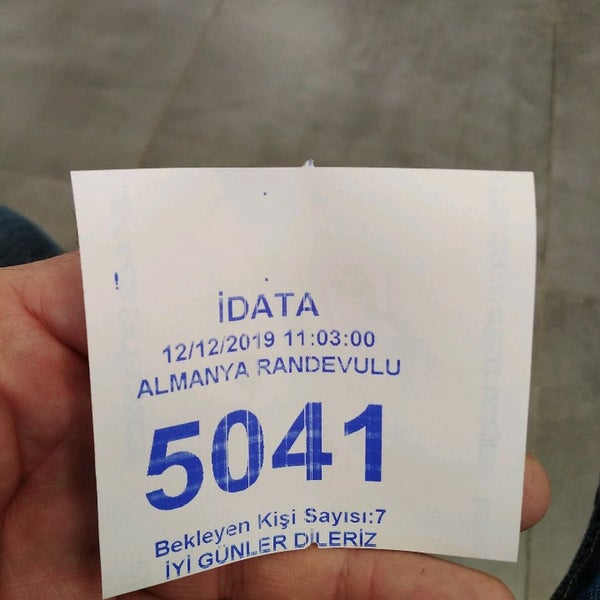 İDATA
12/12/2019 11:03:00
ALMANYA RANDEVULU
5041
Bekleyen Kişi Sayısı:7
İYİ GÜNLER DİLERİZ